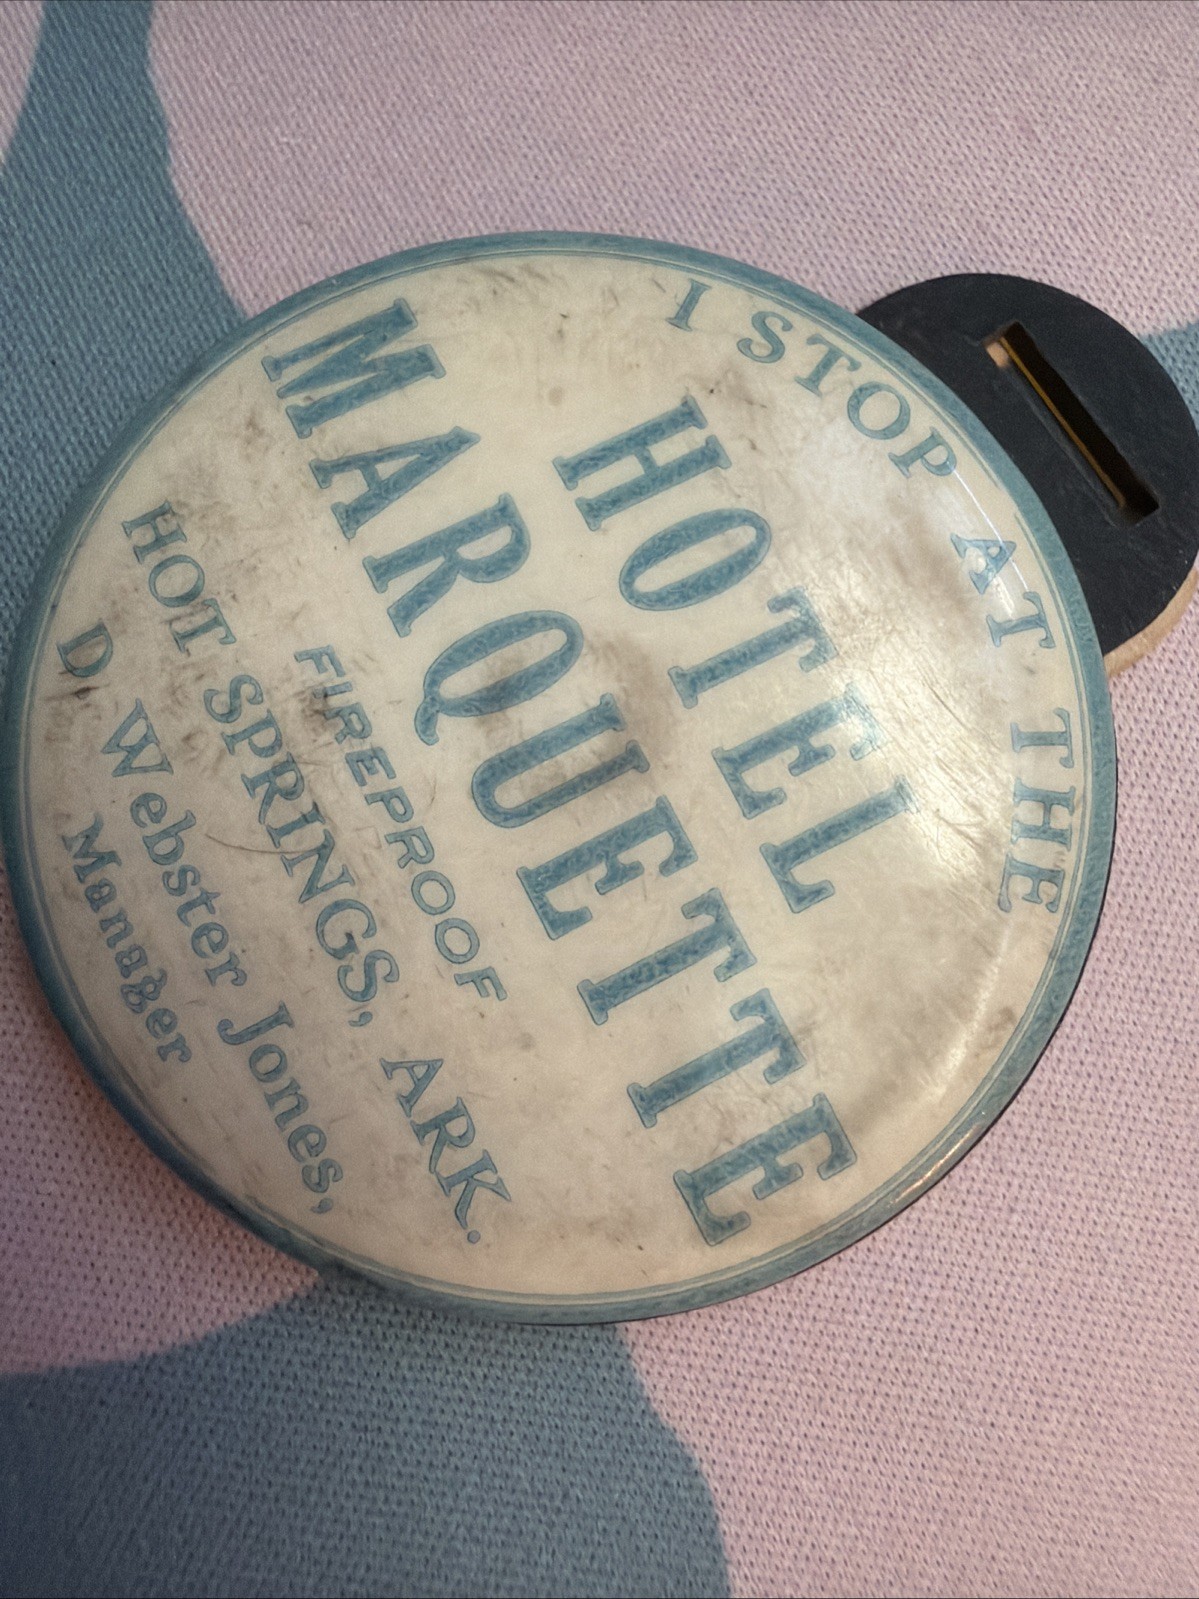 I STOP AT THE
HOTEL
MARQUETTE
FIREPROOF
HOT SPRINGS, ARK.
D. Webster Jones,
Manager